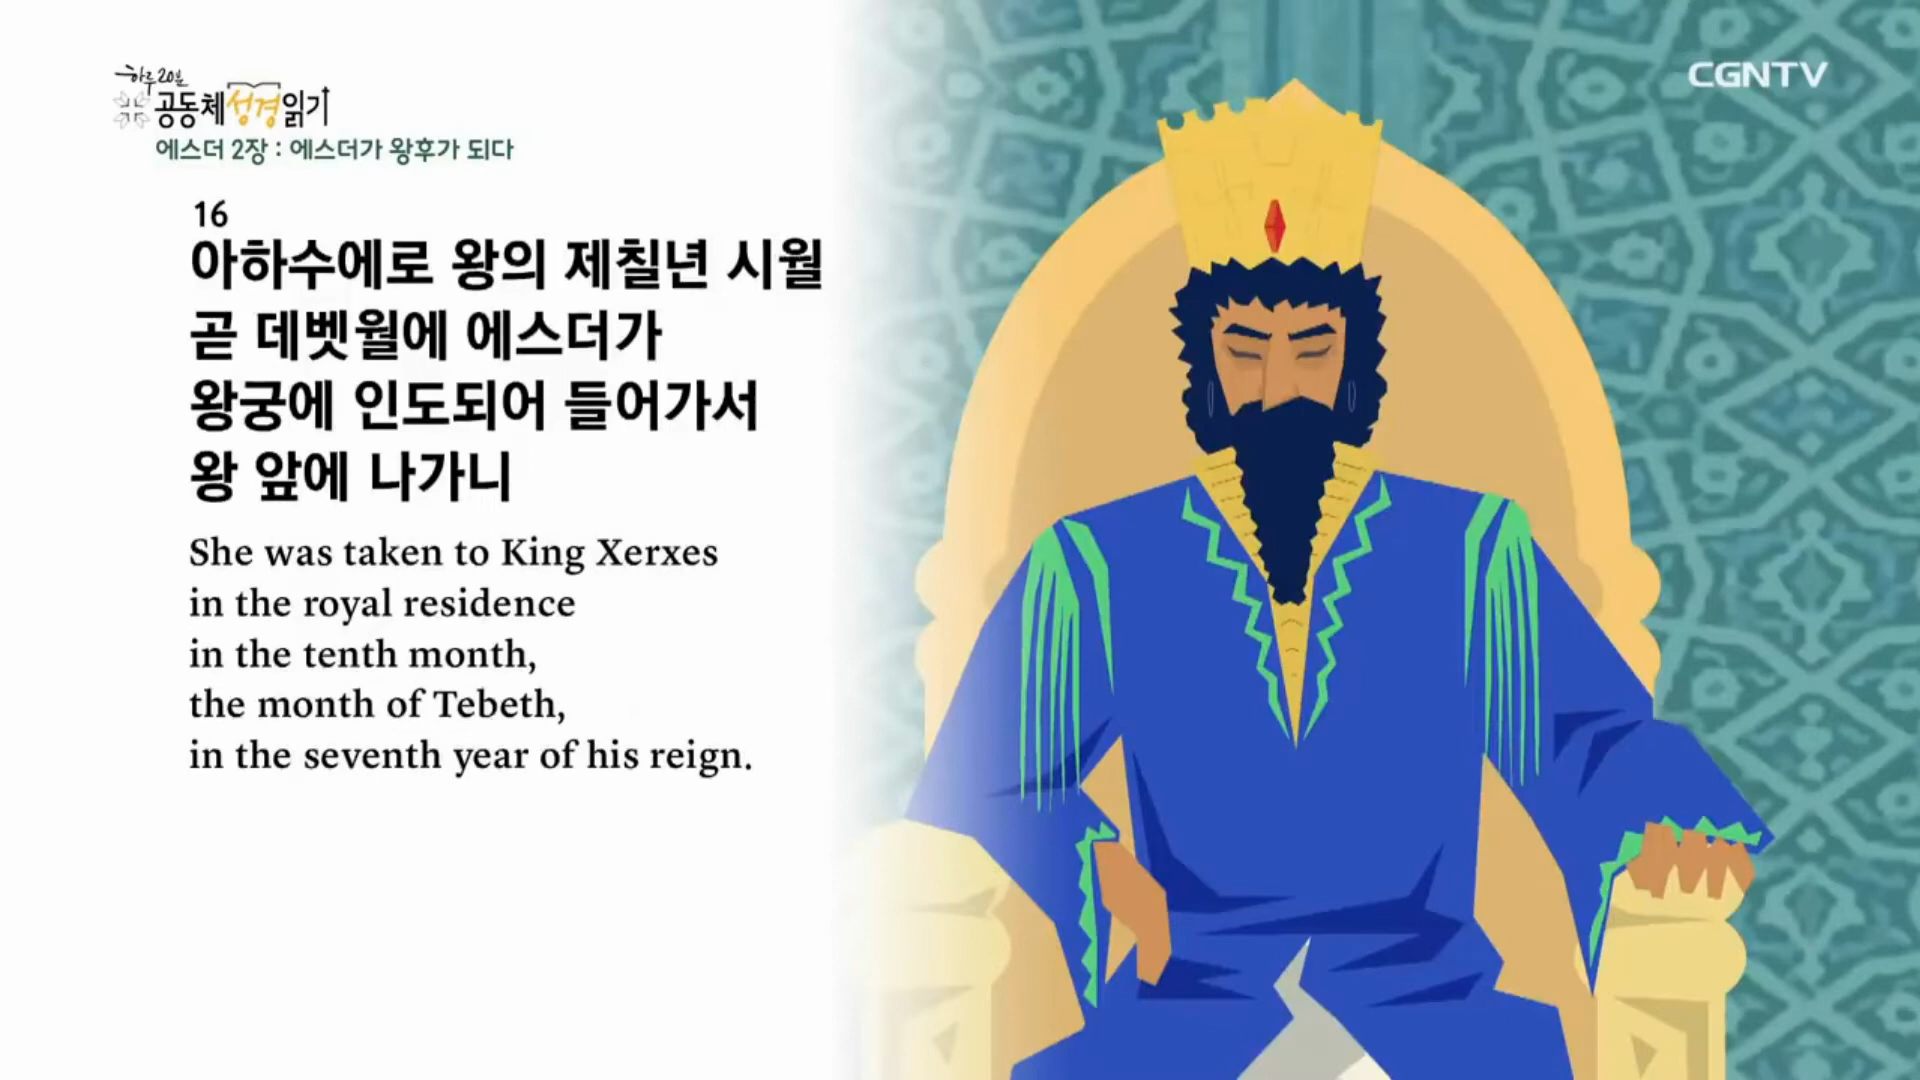 하루 20분
공동체성경읽기
CGNTV
에스더 2장 : 에스더가 왕후가 되다
16
아하수에로 왕의 제칠년 시월
곧 데벳월에 에스더가
왕궁에 인도되어 들어가서
왕 앞에 나가니
She was taken to King Xerxes
in the royal residence
in the tenth month,
the month of Tebeth,
in the seventh year of his reign.